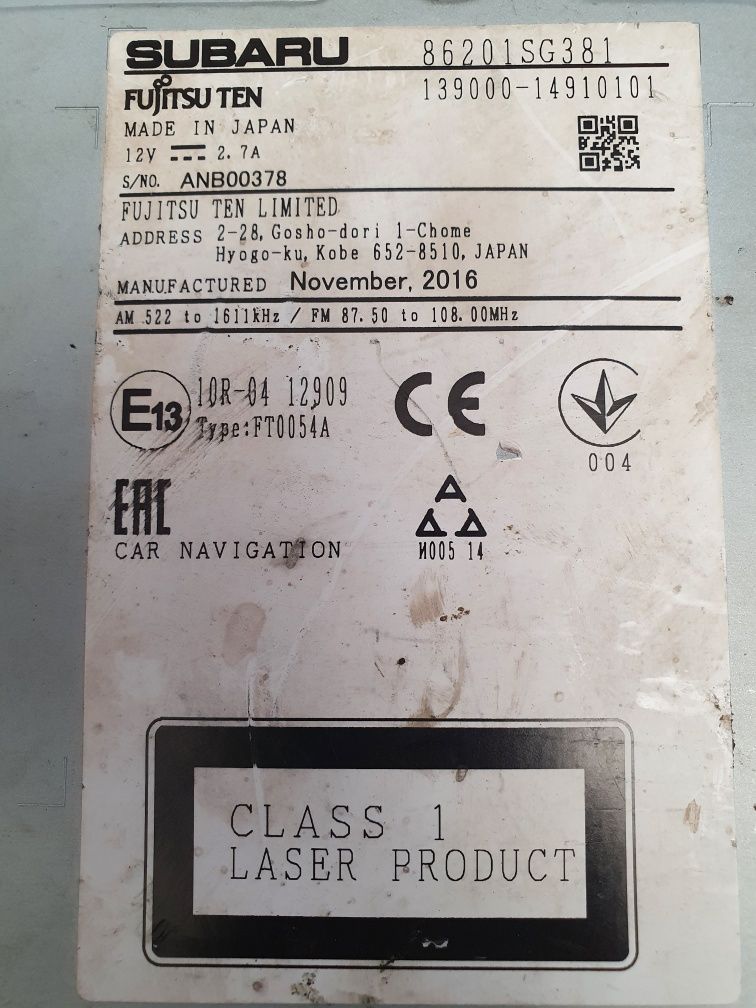 SUBARU 86201SG381
FUJITSU TEN 139000-14910101
MADE IN JAPAN
12V 2.7A
S/NO. ANB00378
FUJITSU TEN LIMITED
ADDRESS 2-28, Gosho-dori 1-Chome
Hyogo-ku, Kobe 652-8510, JAPAN
MANUFACTURED November, 2016
AM 522 to 1611kHz / FM 87.50 to 108.00MHz
E13 10R-04 12909
Type:FT0054A
CE
004
EAC
CAR NAVIGATION
И005 14
CLASS 1
LASER PRODUCT